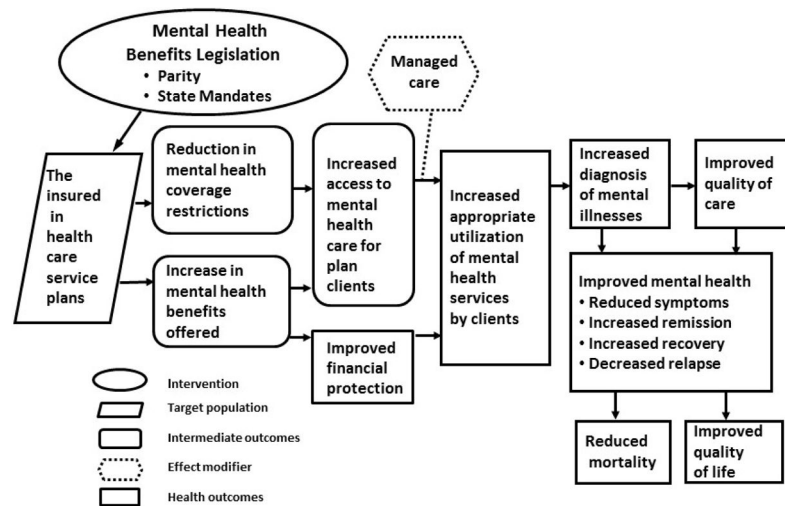 Mental Health
Benefits Legislation
• Parity
• State Mandates
Managed
care
The
insured
in
health
care
service
plans
Reduction in
mental health
coverage
restrictions
Increase in
mental health
benefits
offered
Increased
access to
mental
health
care for
plan
clients
Improved
financial
protection
Increased
appropriate
utilization
of mental
health
services
by clients
Increased
diagnosis
of mental
illnesses
Improved
quality of
care
Improved mental health
• Reduced symptoms
• Increased remission
• Increased recovery
• Decreased relapse
Reduced
mortality
Improved
quality
of life
Intervention
Target population
Intermediate outcomes
Effect modifier
Health outcomes